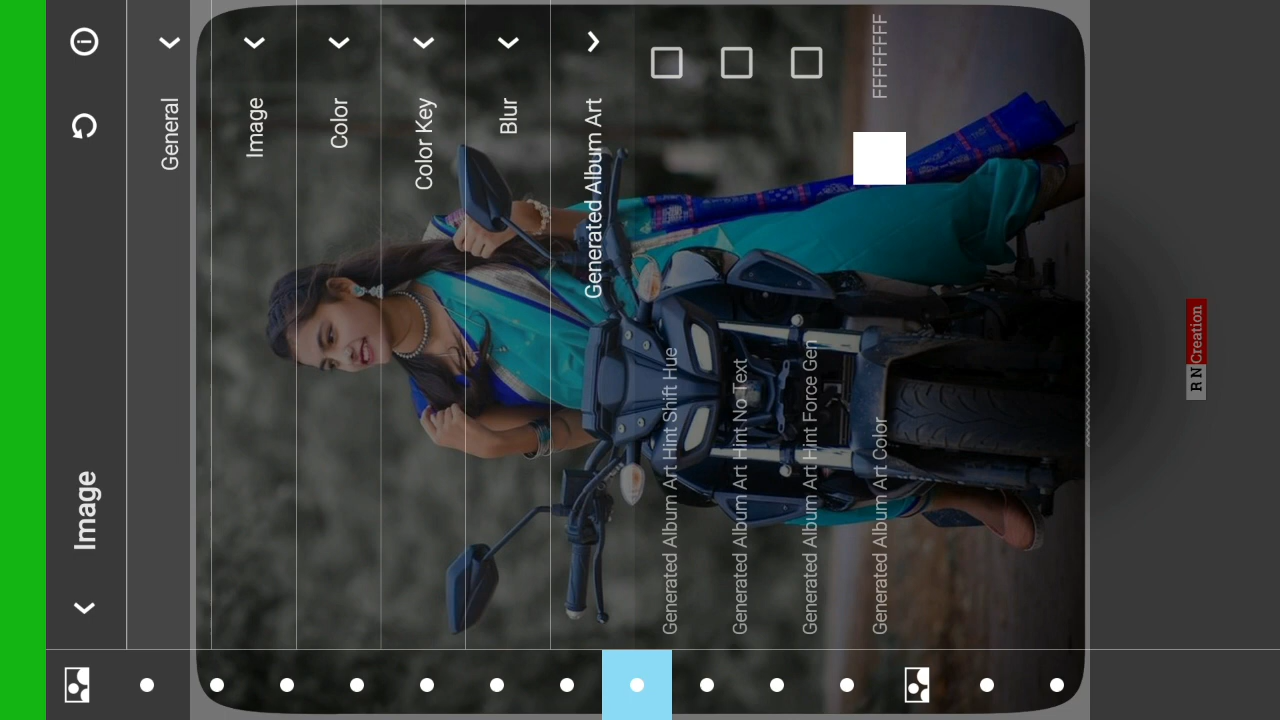 Image
General
Image
Color
Color Key
Blur
Generated Album Art
Generated Album Art Hint Shift Hue
Generated Album Art Hint No Text
Generated Album Art Hint Force Gen
Generated Album Art Color FFFFFFFF
R N Creation